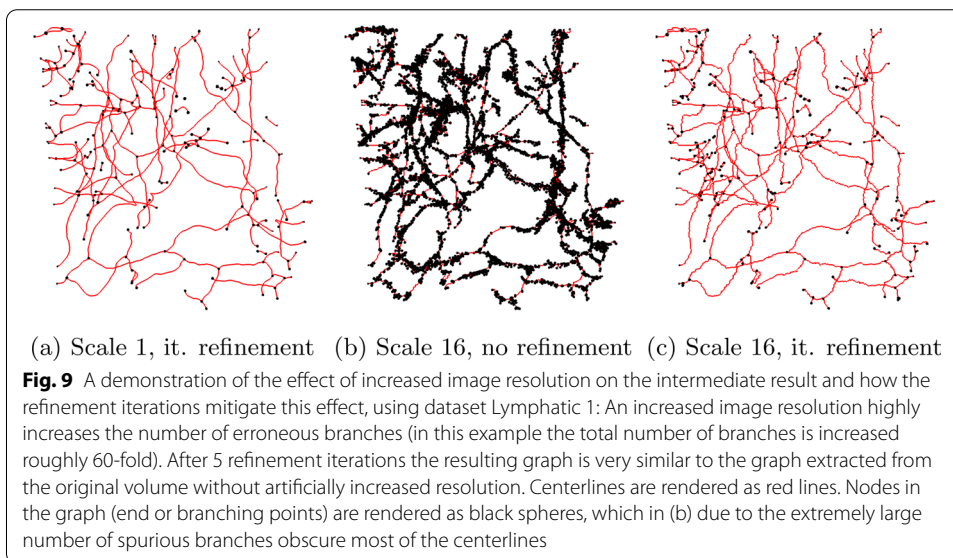 (a) Scale 1, it. refinement (b) Scale 16, no refinement (c) Scale 16, it. refinement
Fig. 9 A demonstration of the effect of increased image resolution on the intermediate result and how the
refinement iterations mitigate this effect, using dataset Lymphatic 1: An increased image resolution highly
increases the number of erroneous branches (in this example the total number of branches is increased
roughly 60-fold). After 5 refinement iterations the resulting graph is very similar to the graph extracted from
the original volume without artificially increased resolution. Centerlines are rendered as red lines. Nodes in
the graph (end or branching points) are rendered as black spheres, which in (b) due to the extremely large
number of spurious branches obscure most of the centerlines